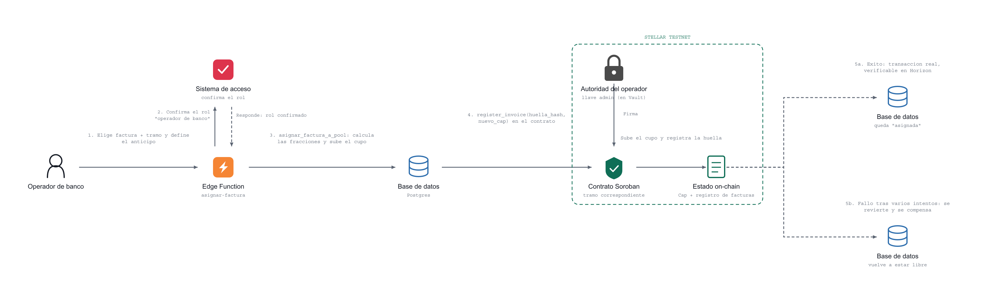 STELLAR TESTNET
Sistema de acceso
confirma el rol
2. Confirma el rol
"operador de banco"
Responde: rol confirmado
1. Elige factura + tramo y define
el anticipo
3. asignar_factura_a_pool: calcula
las fracciones y sube el cupo
Operador de banco
Edge Function
asignar-factura
Base de datos
Postgres
4. register_invoice(huella_hash,
nuevo_cap) en el contrato
Autoridad del operador
llave admin (en Vault)
Firma
Sube el cupo y registra la huella
Contrato Soroban
tramo correspondiente
Estado on-chain
Cap + registro de facturas
5a. Exito: transaccion real,
verificable en Horizon
Base de datos
queda "asignada"
5b. Fallo tras varios intentos: se
revierte y se compensa
Base de datos
vuelve a estar libre